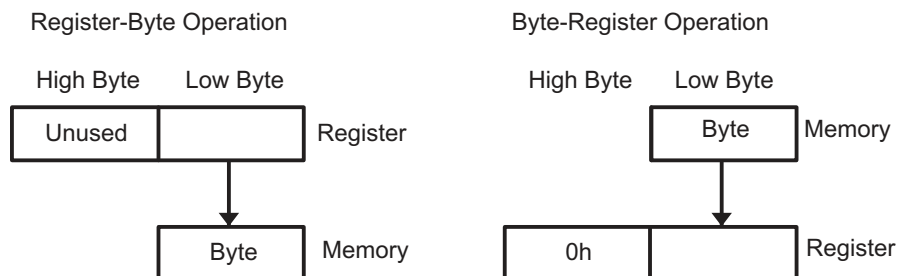 Register-Byte Operation
High Byte Low Byte
Unused Register
Byte Memory
Byte-Register Operation
High Byte Low Byte
Byte Memory
0h Register